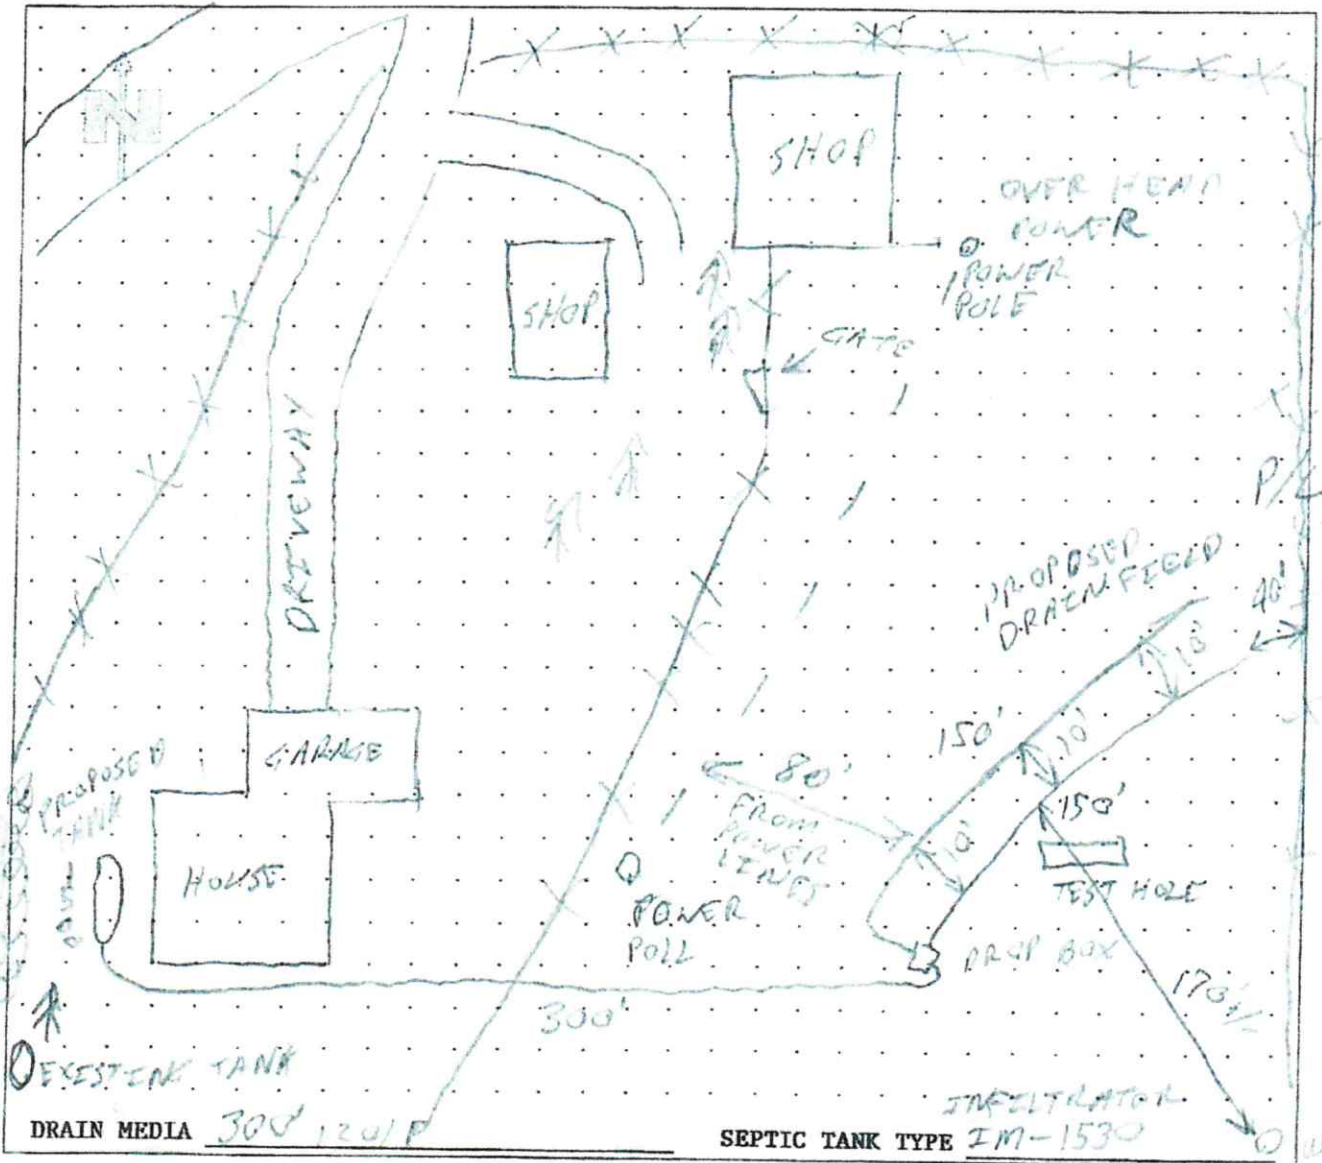 N
SHOP
OVER HEAD
POWER
POWER
POLE
SHOP
GATE
DRIVEWAY
P/L
PROPOSED
DRAINFIELD
40'
10'
150'
10'
GARAGE
PROPOSED
TANK
80'
FROM
POWER
LINES
10'
150'
HOUSE
TEST HOLE
POWER
POLL
DROP BOX
170' +/-
300'
EXISTING TANK
DRAIN MEDIA 300'
INFILTRATOR
SEPTIC TANK TYPE IM-1530